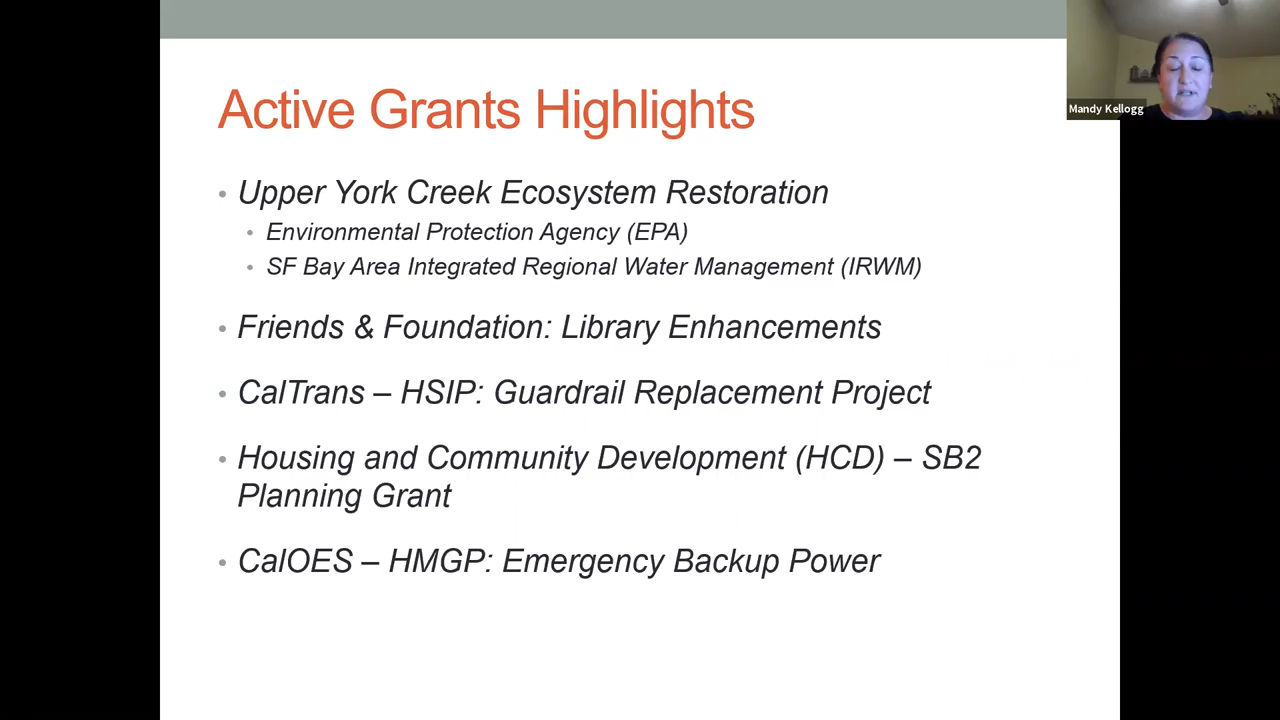 Active Grants Highlights
Mandy Kellogg
• Upper York Creek Ecosystem Restoration
• Environmental Protection Agency (EPA)
• SF Bay Area Integrated Regional Water Management (IRWM)
• Friends & Foundation: Library Enhancements
• CalTrans – HSIP: Guardrail Replacement Project
• Housing and Community Development (HCD) – SB2
Planning Grant
• CalOES – HMGP: Emergency Backup Power